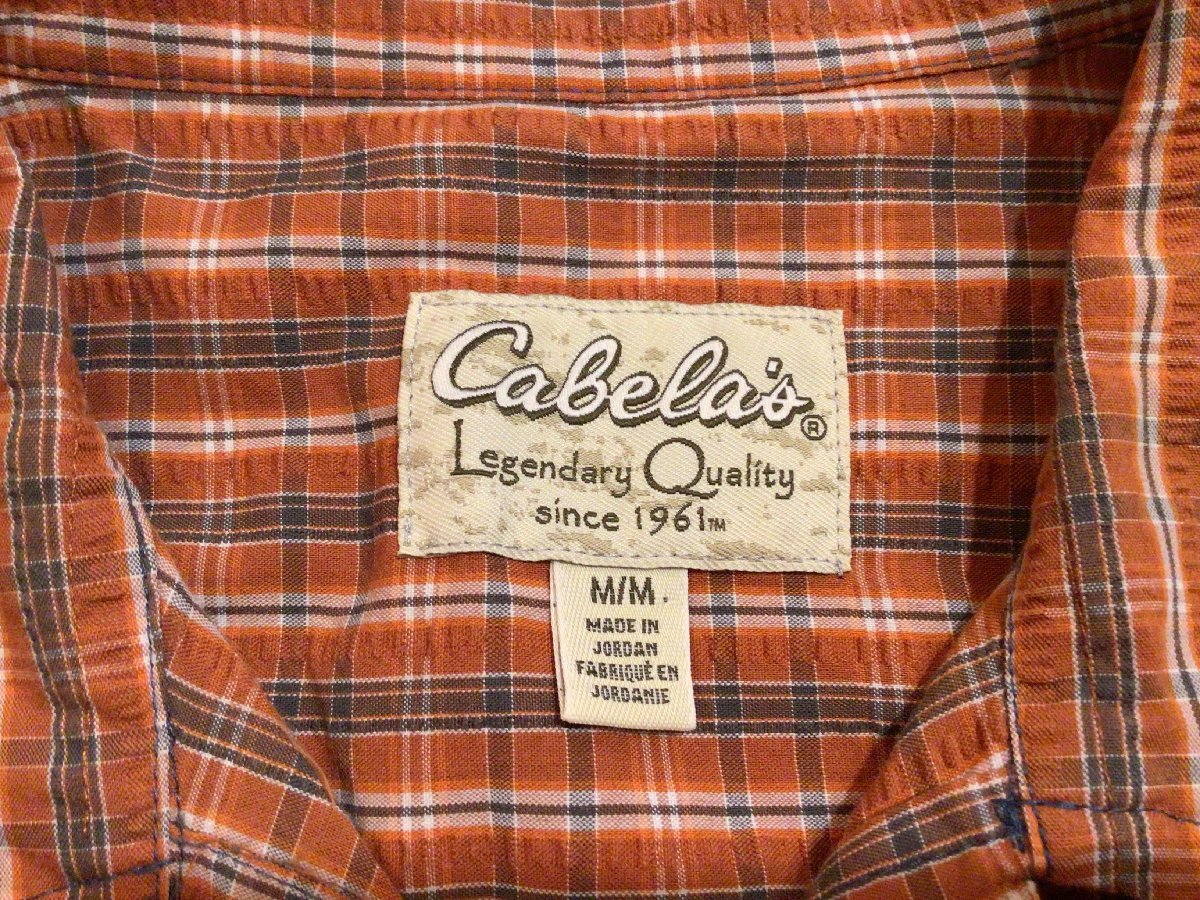 Cabela's®
Legendary Quality
since 1961™
M/M
MADE IN
JORDAN
FABRIQUÉ EN
JORDANIE